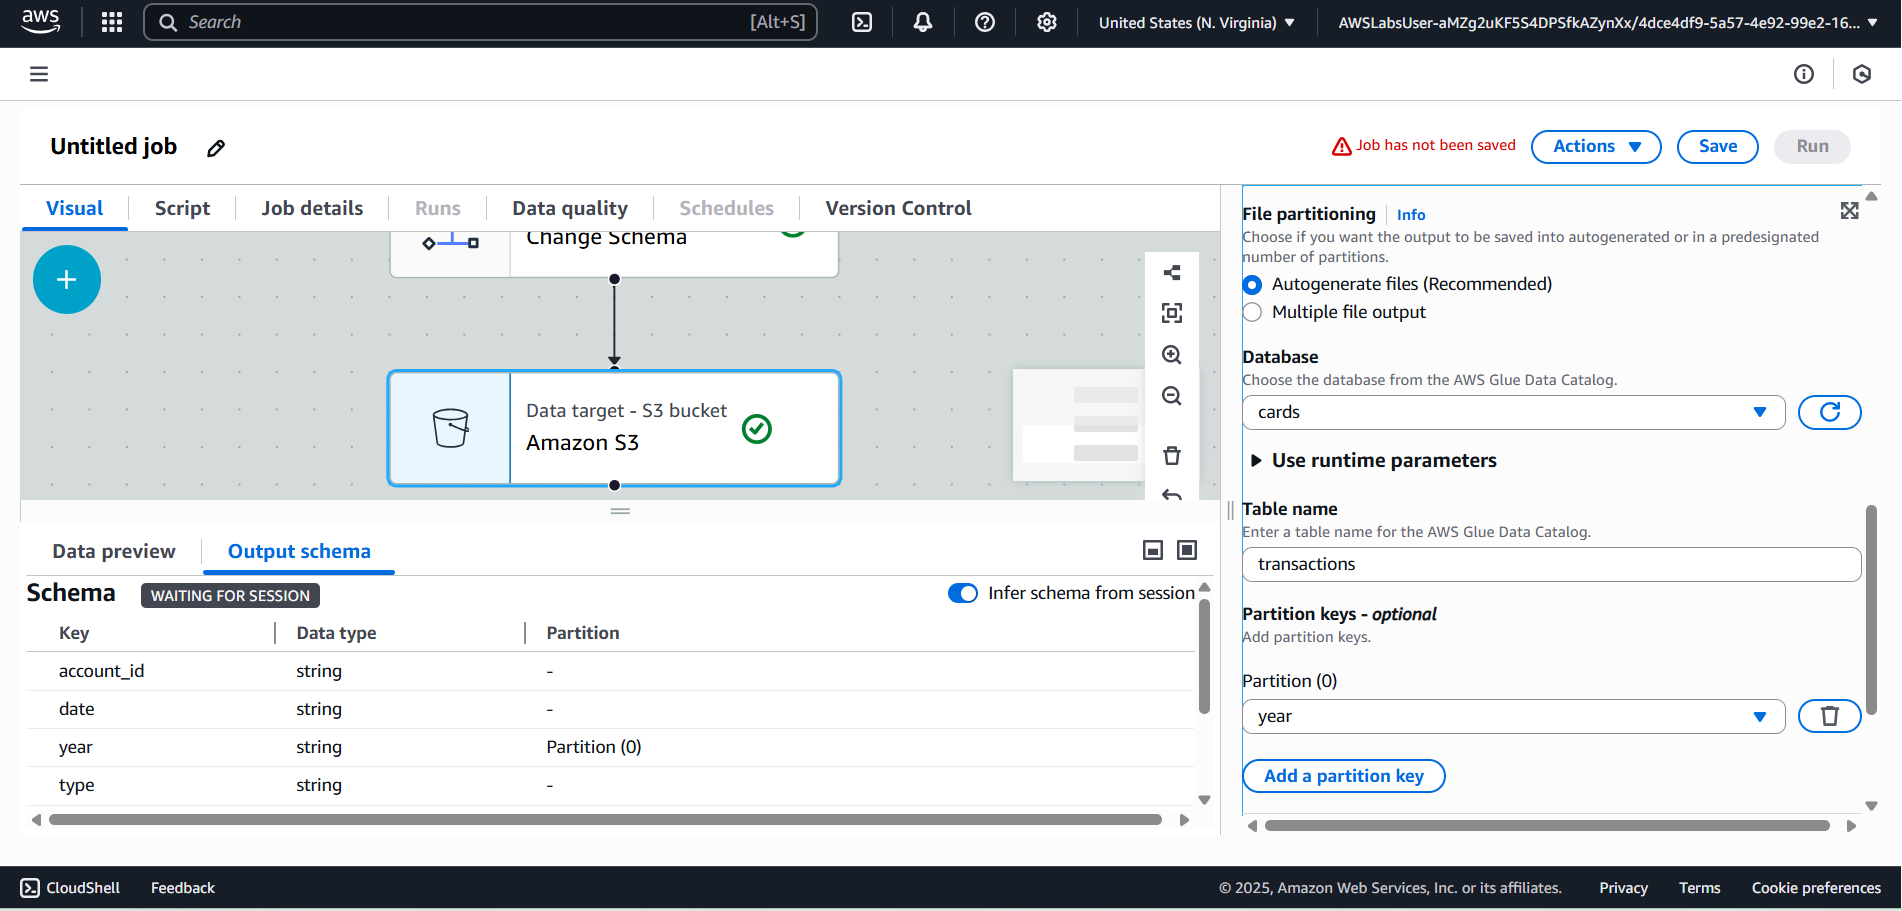 aws
Search [Alt+S]
United States (N. Virginia)
AWSLabsUser-aMZg2uKF5S4DPSfkAZynXx/4dce4df9-5a57-4e92-99e2-16...
Untitled job
Job has not been saved
Actions
Save
Run
Visual
Script
Job details
Runs
Data quality
Schedules
Version Control
Change Schema
Data target - S3 bucket
Amazon S3
Data preview
Output schema
Schema
WAITING FOR SESSION
Infer schema from session
Key Data type Partition
account_id string -
date string -
year string Partition (0)
type string -
File partitioning
Info
Choose if you want the output to be saved into autogenerated or in a predesignated
number of partitions.
Autogenerate files (Recommended)
Multiple file output
Database
Choose the database from the AWS Glue Data Catalog.
cards
Use runtime parameters
Table name
Enter a table name for the AWS Glue Data Catalog.
transactions
Partition keys - optional
Add partition keys.
Partition (0)
year
Add a partition key
CloudShell
Feedback
© 2025, Amazon Web Services, Inc. or its affiliates.
Privacy
Terms
Cookie preferences